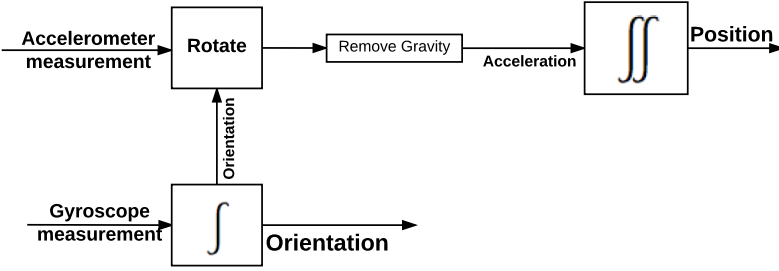 Accelerometer
measurement
Rotate
Remove Gravity
Acceleration
∫∫
Position
Orientation
Gyroscope
measurement
∫
Orientation